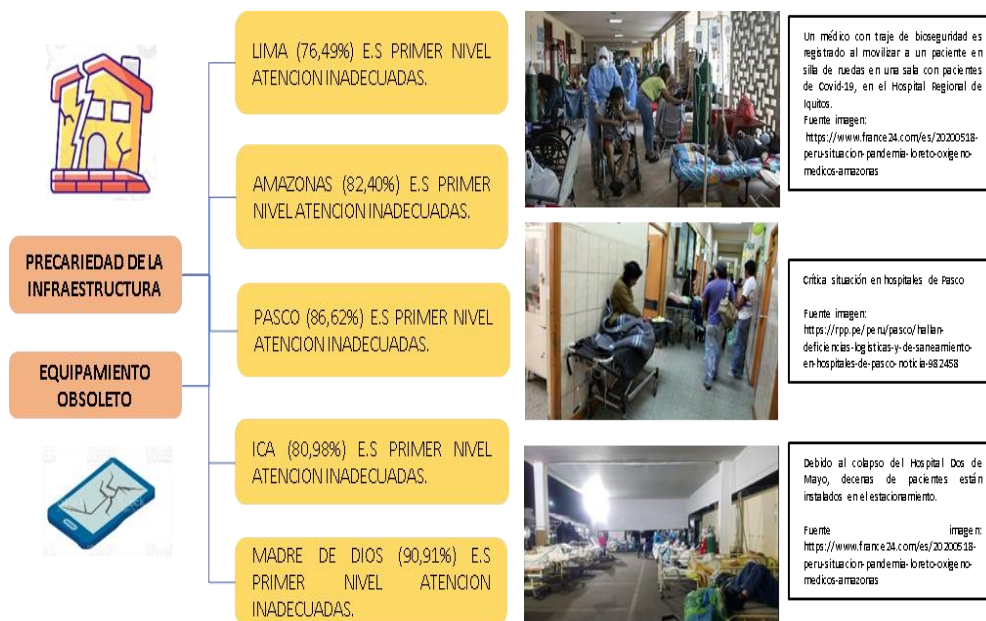 PRECARIEDAD DE LA
INFRAESTRUCTURA
EQUIPAMIENTO
OBSOLETO
LIMA (76,49%) E.S PRIMER NIVEL
ATENCION INADECUADAS.
AMAZONAS (82,40%) E.S PRIMER
NIVEL ATENCION INADECUADAS.
PASCO (86,62%) E.S PRIMER NIVEL
ATENCION INADECUADAS.
ICA (80,98%) E.S PRIMER NIVEL
ATENCION INADECUADAS.
MADRE DE DIOS (90,91%) E.S
PRIMER NIVEL ATENCION
INADECUADAS.
Un médico con traje de bioseguridad es
registrado al movilizar a un paciente en
silla de ruedas en una sala con pacientes
de Covid-19, en el Hospital Regional de
Iquitos.
Fuente imagen:
https://www.france24.com/es/20200518-
peru-situacion-pandemia-loreto-oxigeno-
medicos-amazonas
Crítica situación en hospitales de Pasco
Fuente imagen:
https://rpp.pe/peru/pasco/hallan-
deficiencias-logisticas-y-de-saneamiento-
en-hospitales-de-pasco-noticia-982458
Debido al colapso del Hospital Dos de
Mayo, decenas de pacientes están
instalados en el estacionamiento.
Fuente imagen:
https://www.france24.com/es/20200518-
peru-situacion-pandemia-loreto-oxigeno-
medicos-amazonas